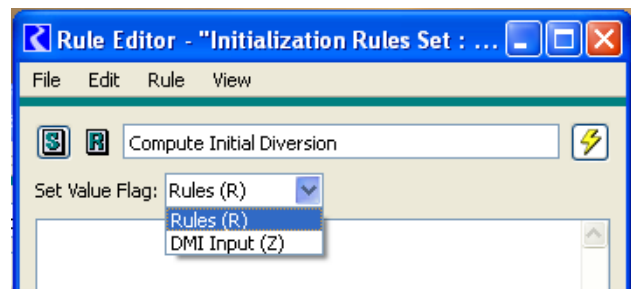 Rule Editor - "Initialization Rules Set : ...
File Edit Rule View
S R Compute Initial Diversion
Set Value Flag: Rules (R)
Rules (R)
DMI Input (Z)